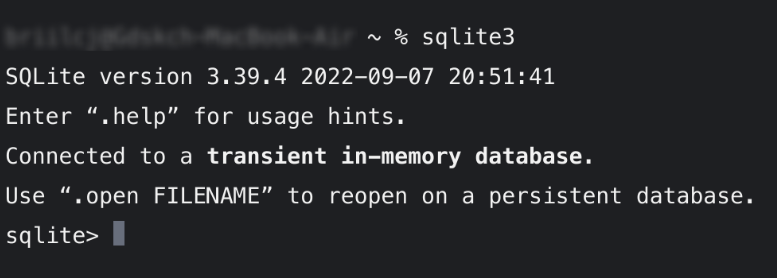 ~ % sqlite3
SQLite version 3.39.4 2022-09-07 20:51:41
Enter “.help” for usage hints.
Connected to a transient in-memory database.
Use “.open FILENAME” to reopen on a persistent database.
sqlite>